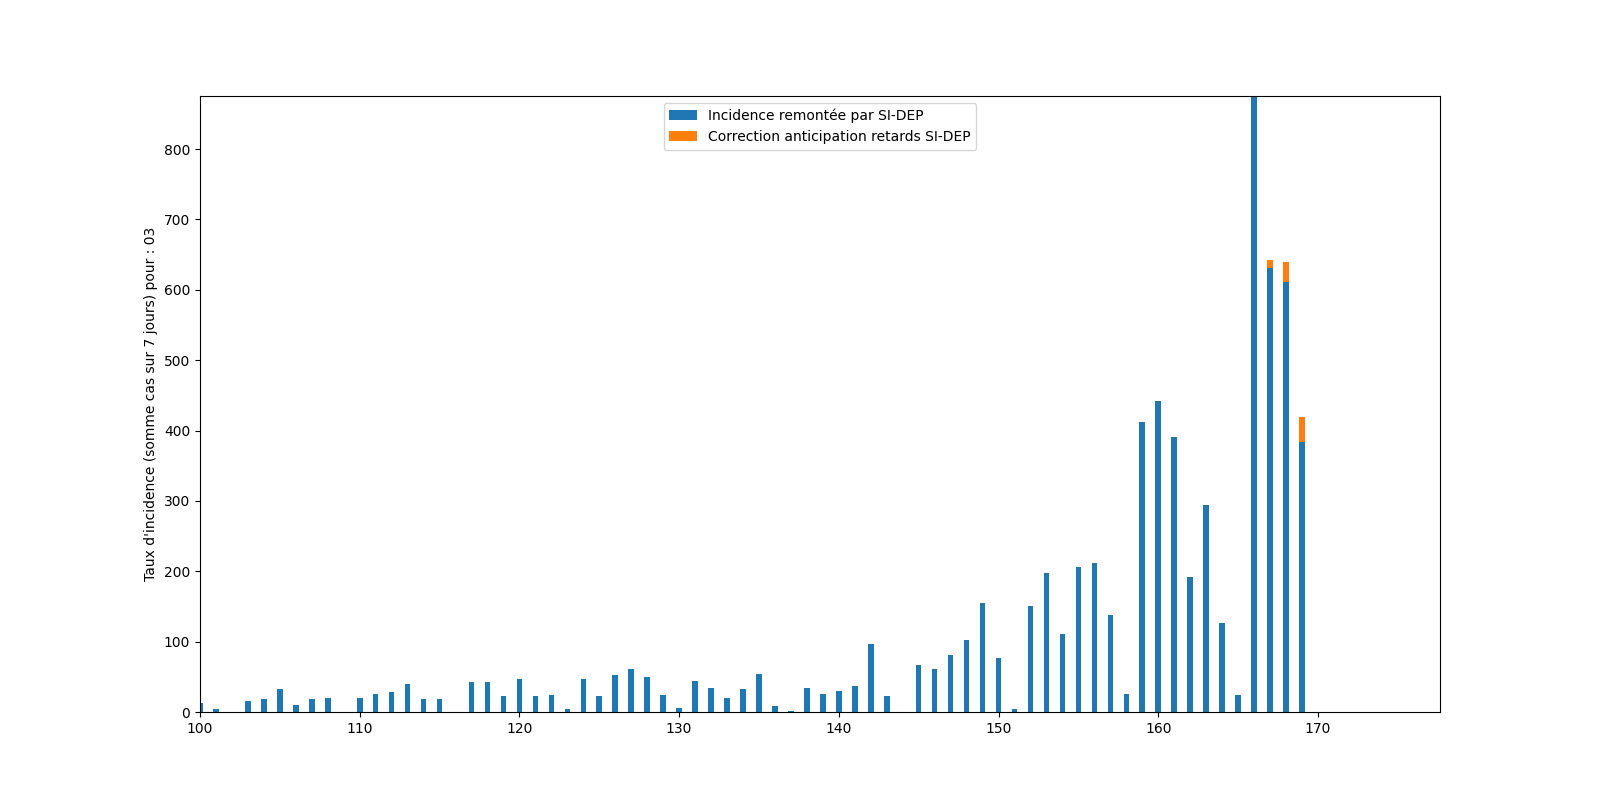 Incidence remontée par SI-DEP
Correction anticipation retards SI-DEP
Taux d'incidence (somme cas sur 7 jours) pour : 03
800
700
600
500
400
300
200
100
0
100 110 120 130 140 150 160 170